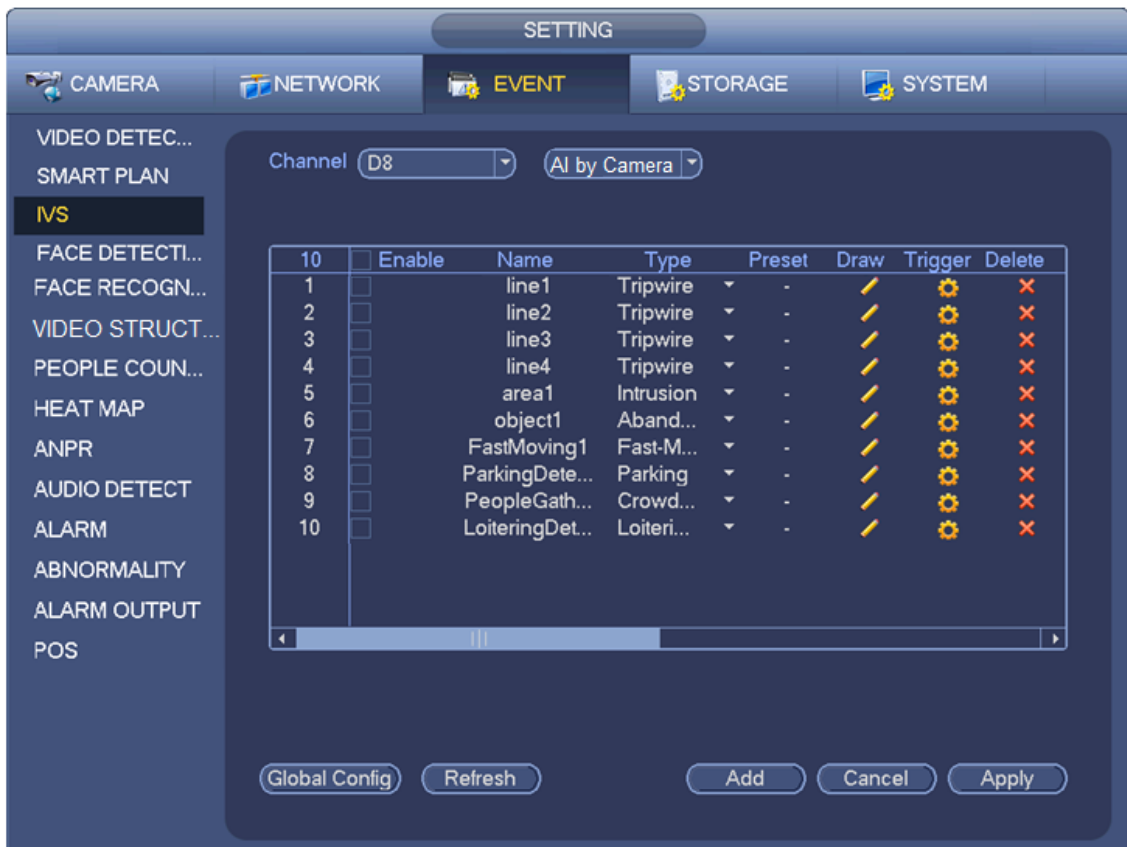 SETTING
CAMERA NETWORK EVENT STORAGE SYSTEM
VIDEO DETEC...
SMART PLAN
IVS
FACE DETECTI...
FACE RECOGN...
VIDEO STRUCT...
PEOPLE COUN...
HEAT MAP
ANPR
AUDIO DETECT
ALARM
ABNORMALITY
ALARM OUTPUT
POS
Channel D8 AI by Camera
10 Enable Name Type Preset Draw Trigger Delete
1 line1 Tripwire -
2 line2 Tripwire -
3 line3 Tripwire -
4 line4 Tripwire -
5 area1 Intrusion -
6 object1 Aband... -
7 FastMoving1 Fast-M... -
8 ParkingDete... Parking -
9 PeopleGath... Crowd... -
10 LoiteringDet... Loiteri... -
Global Config Refresh Add Cancel Apply